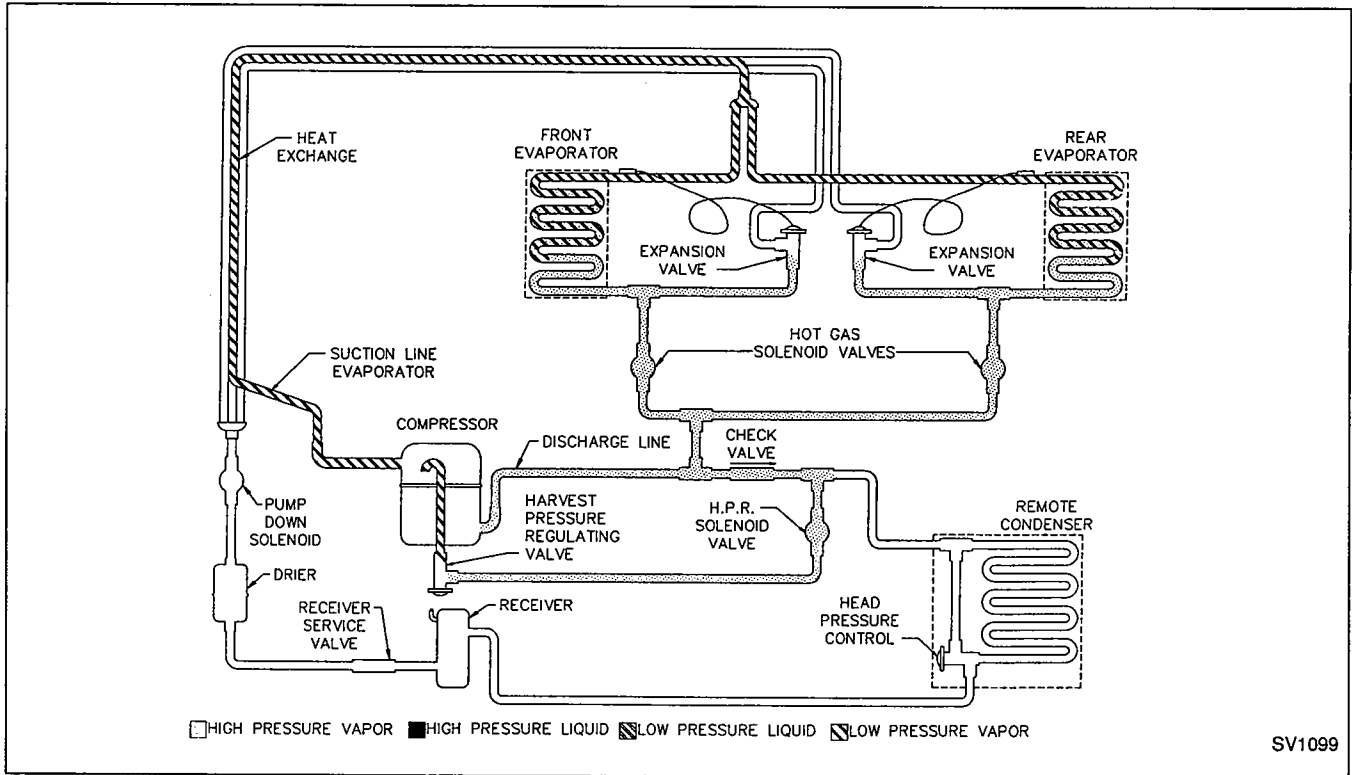 HEAT
EXCHANGE
FRONT
EVAPORATOR
REAR
EVAPORATOR
EXPANSION
VALVE
EXPANSION
VALVE
HOT GAS
SOLENOID VALVES
SUCTION LINE
EVAPORATOR
COMPRESSOR
DISCHARGE LINE
CHECK
VALVE
PUMP
DOWN
SOLENOID
HARVEST
PRESSURE
REGULATING
VALVE
H.P.R.
SOLENOID
VALVE
REMOTE
CONDENSER
DRIER
RECEIVER
SERVICE
VALVE
RECEIVER
HEAD
PRESSURE
CONTROL
HIGH PRESSURE VAPOR HIGH PRESSURE LIQUID LOW PRESSURE LIQUID LOW PRESSURE VAPOR
SV1099